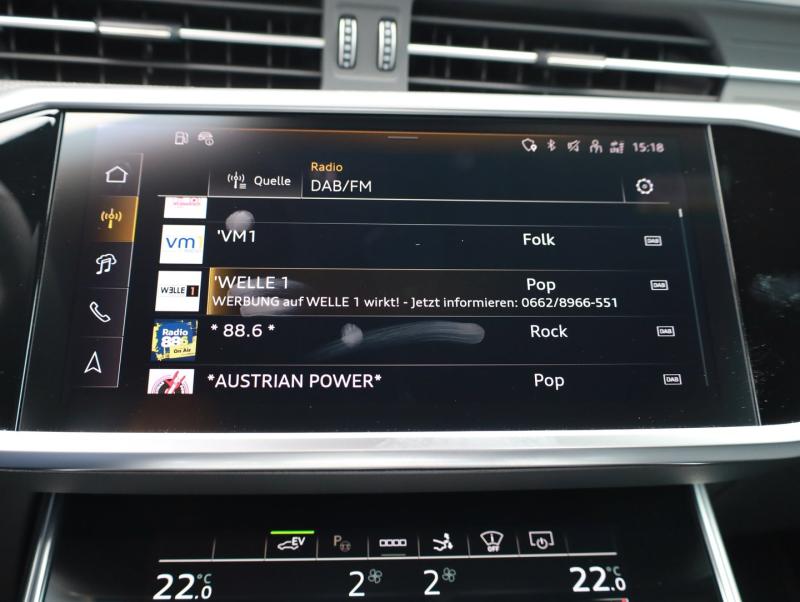 15:18
Radio
Quelle
DAB/FM
vm1
'VM1
Folk
DAB
WELLE 1
'WELLE 1
Pop
DAB
WERBUNG auf WELLE 1 wirkt! - Jetzt informieren: 0662/8966-551
Radio
88.6
On Air
* 88.6 *
Rock
DAB
*AUSTRIAN POWER*
Pop
DAB
EV
P
OFF
22.0 °C
2
2
22.0 °C